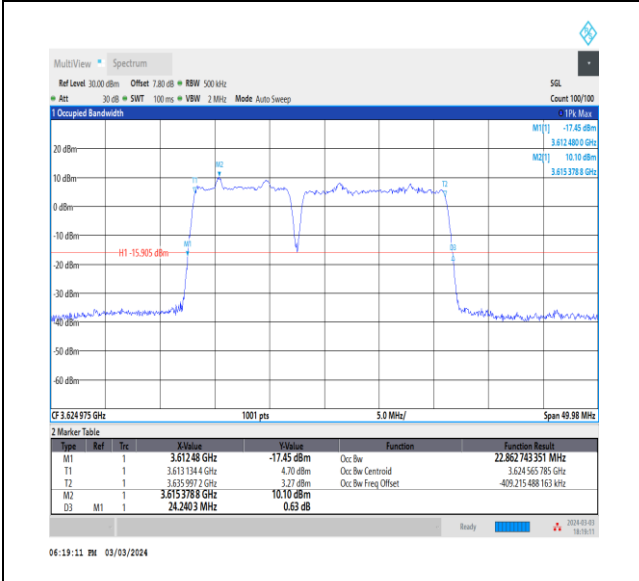 MultiView Spectrum
Ref Level 30.00 dBm Offset 7.80 dB RBW 500 kHz SGL
Att 30 dB SWT 100 ms VBW 2 MHz Mode Auto Sweep Count 100/100
1 Occupied Bandwidth 1Pk Max
M1[1] -17.45 dBm
3.612 480 0 GHz
M2[1] 10.10 dBm
3.615 378 8 GHz
20 dBm
M2
T1
T2
10 dBm
0 dBm
-10 dBm
M1
D3
H1 -15.905 dBm
-20 dBm
-30 dBm
-40 dBm
-50 dBm
-60 dBm
CF 3.624 975 GHz 1001 pts 5.0 MHz/ Span 49.98 MHz
2 Marker Table
Type Ref Trc X-Value Y-Value Function Function Result
M1 1 3.612 48 GHz -17.45 dBm Occ Bw 22.862 743 351 MHz
T1 1 3.613 134 4 GHz 4.70 dBm Occ Bw Centroid 3.624 565 785 GHz
T2 1 3.635 997 2 GHz 3.27 dBm Occ Bw Freq Offset -409.215 488 163 kHz
M2 1 3.615 378 8 GHz 10.10 dBm
D3 M1 1 24.240 3 MHz 0.63 dB
Ready 2024-03-03
18:19:11
06:19:11 PM 03/03/2024